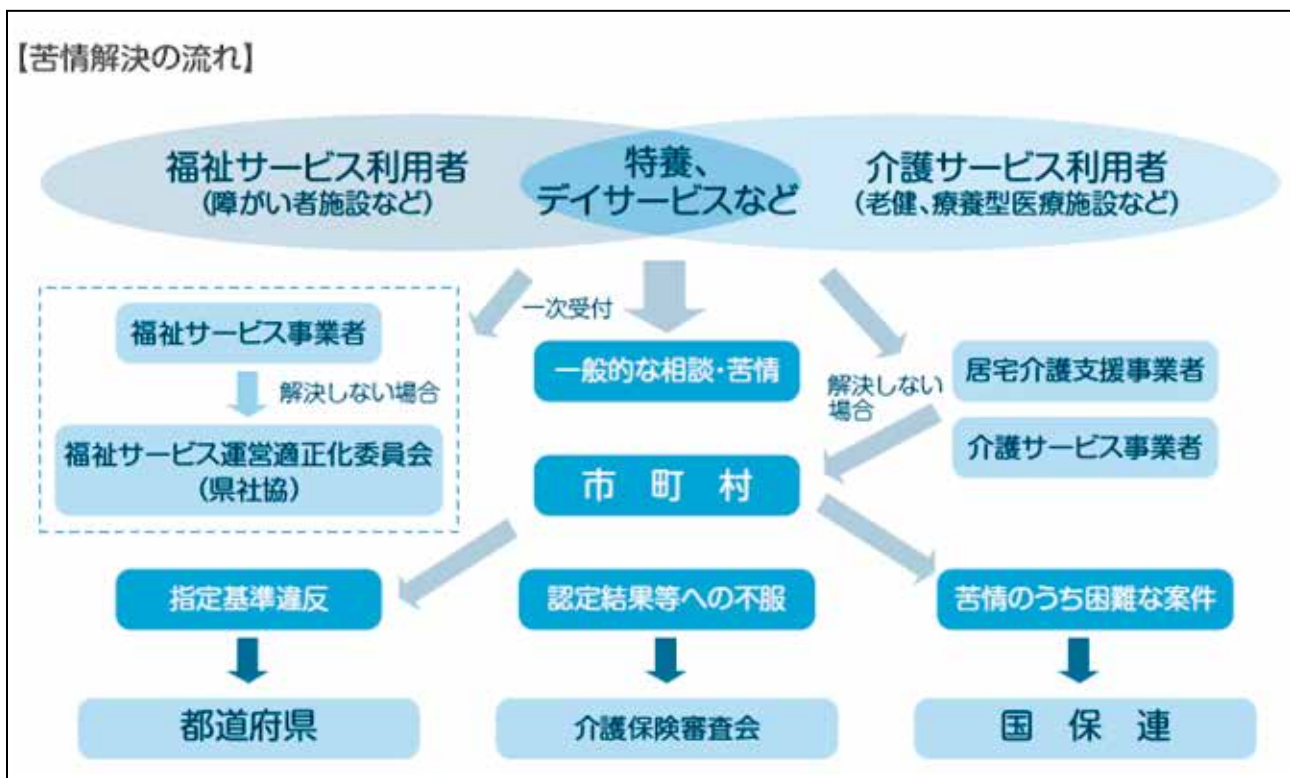 【苦情解決の流れ】
福祉サービス利用者
(障がい者施設など)
特養、
デイサービスなど
介護サービス利用者
(老健、療養型医療施設など)
一次受付
福祉サービス事業者
解決しない場合
福祉サービス運営適正化委員会
(県社協)
一般的な相談・苦情
解決しない
場合
居宅介護支援事業者
介護サービス事業者
市 町 村
指定基準違反
認定結果等への不服
苦情のうち困難な案件
都道府県
介護保険審査会
国 保 連